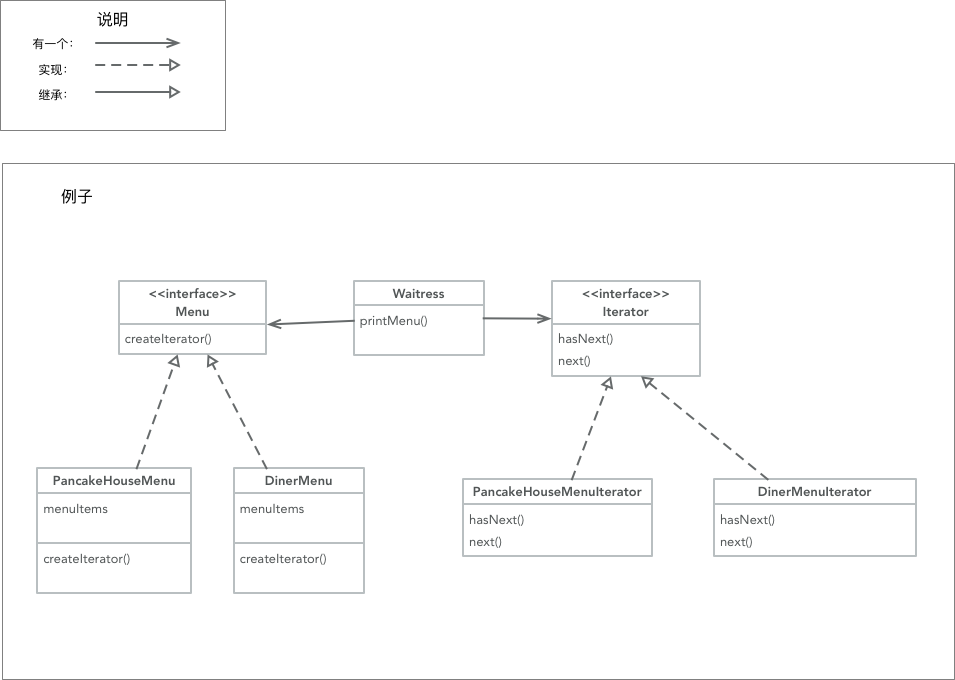 说明
有一个：
实现：
继承：
例子
<<interface>>
Menu
createIterator()
Waitress
printMenu()
<<interface>>
Iterator
hasNext()
next()
PancakeHouseMenu
menuItems
createIterator()
DinerMenu
menuItems
createIterator()
PancakeHouseMenuIterator
hasNext()
next()
DinerMenuIterator
hasNext()
next()